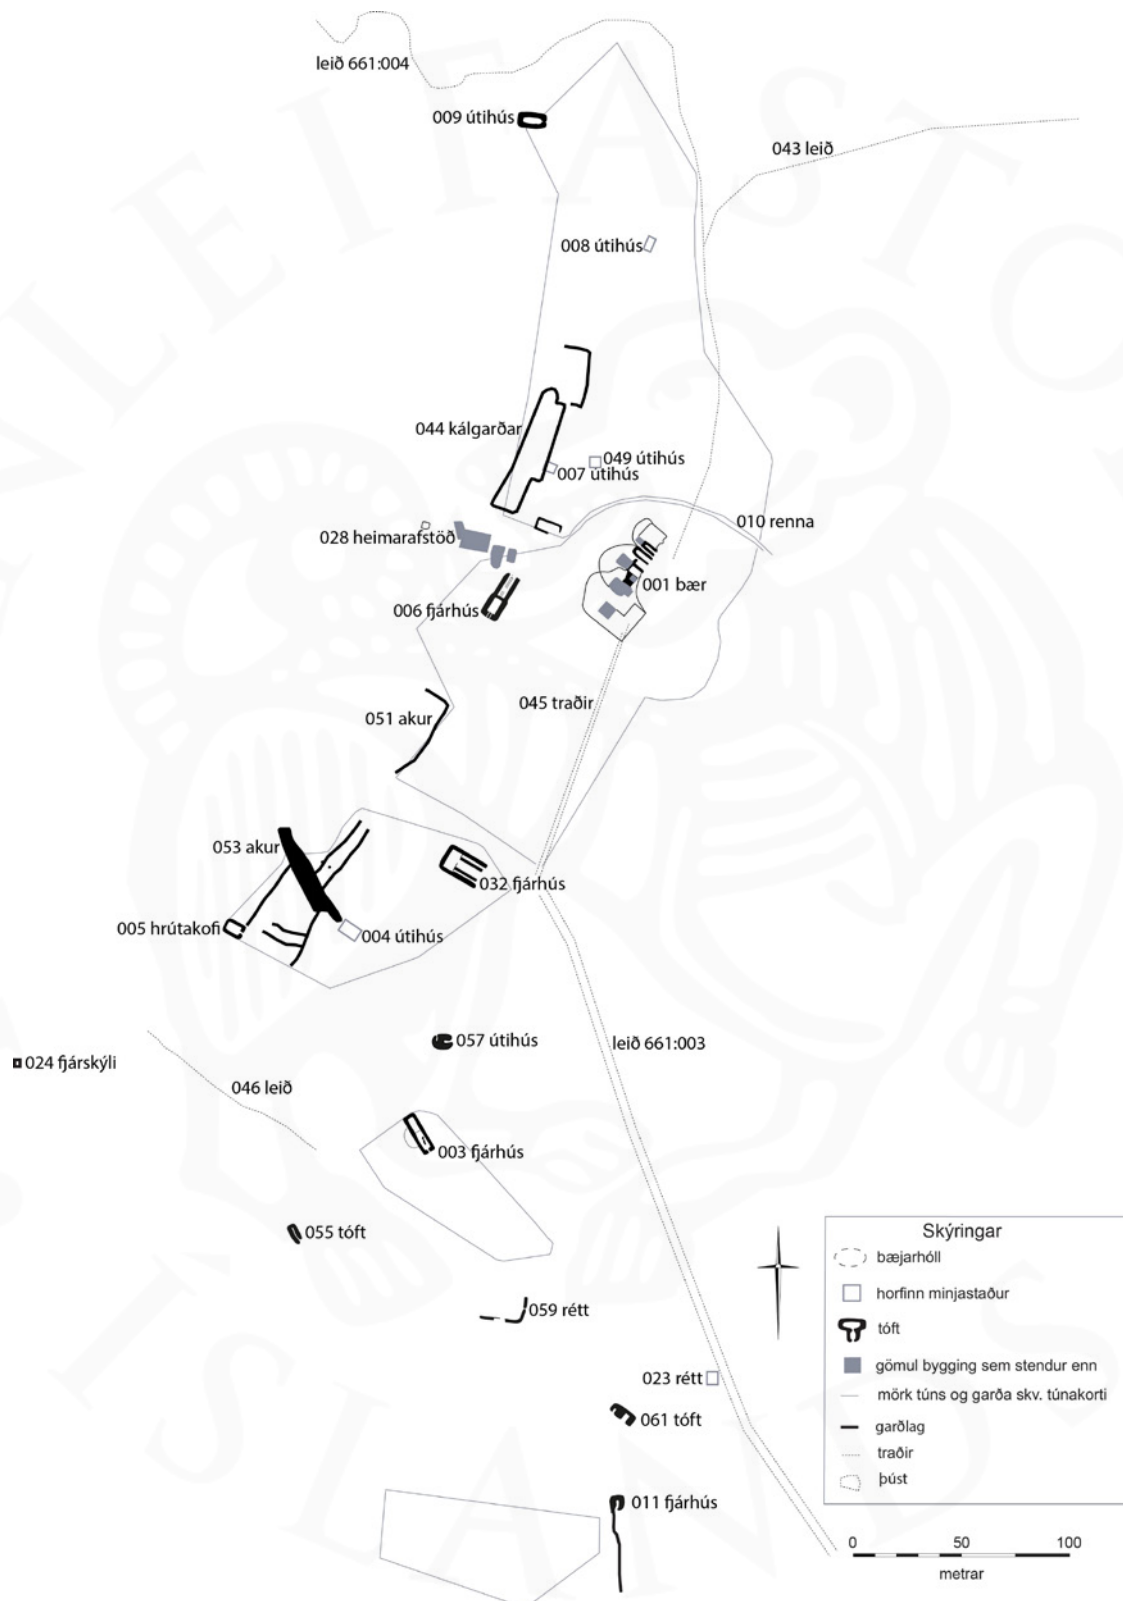 leið 661:004
009 útihús
043 leið
008 útihús
044 kálgarðar
049 útihús
007 útihús
010 renna
028 heimarafstöð
001 bær
006 fjárhús
045 traðir
051 akur
053 akur
032 fjárhús
005 hrútakofi
004 útihús
057 útihús
leið 661:003
024 fjárskýli
046 leið
003 fjárhús
055 tóft
059 rétt
023 rétt
061 tóft
011 fjárhús
Skýringar
bæjarhóll
horfinn minjastaður
tóft
gömul bygging sem stendur enn
mörk túns og garða skv. túnakorti
garðlag
traðir
þúst
0 50 100
metrar